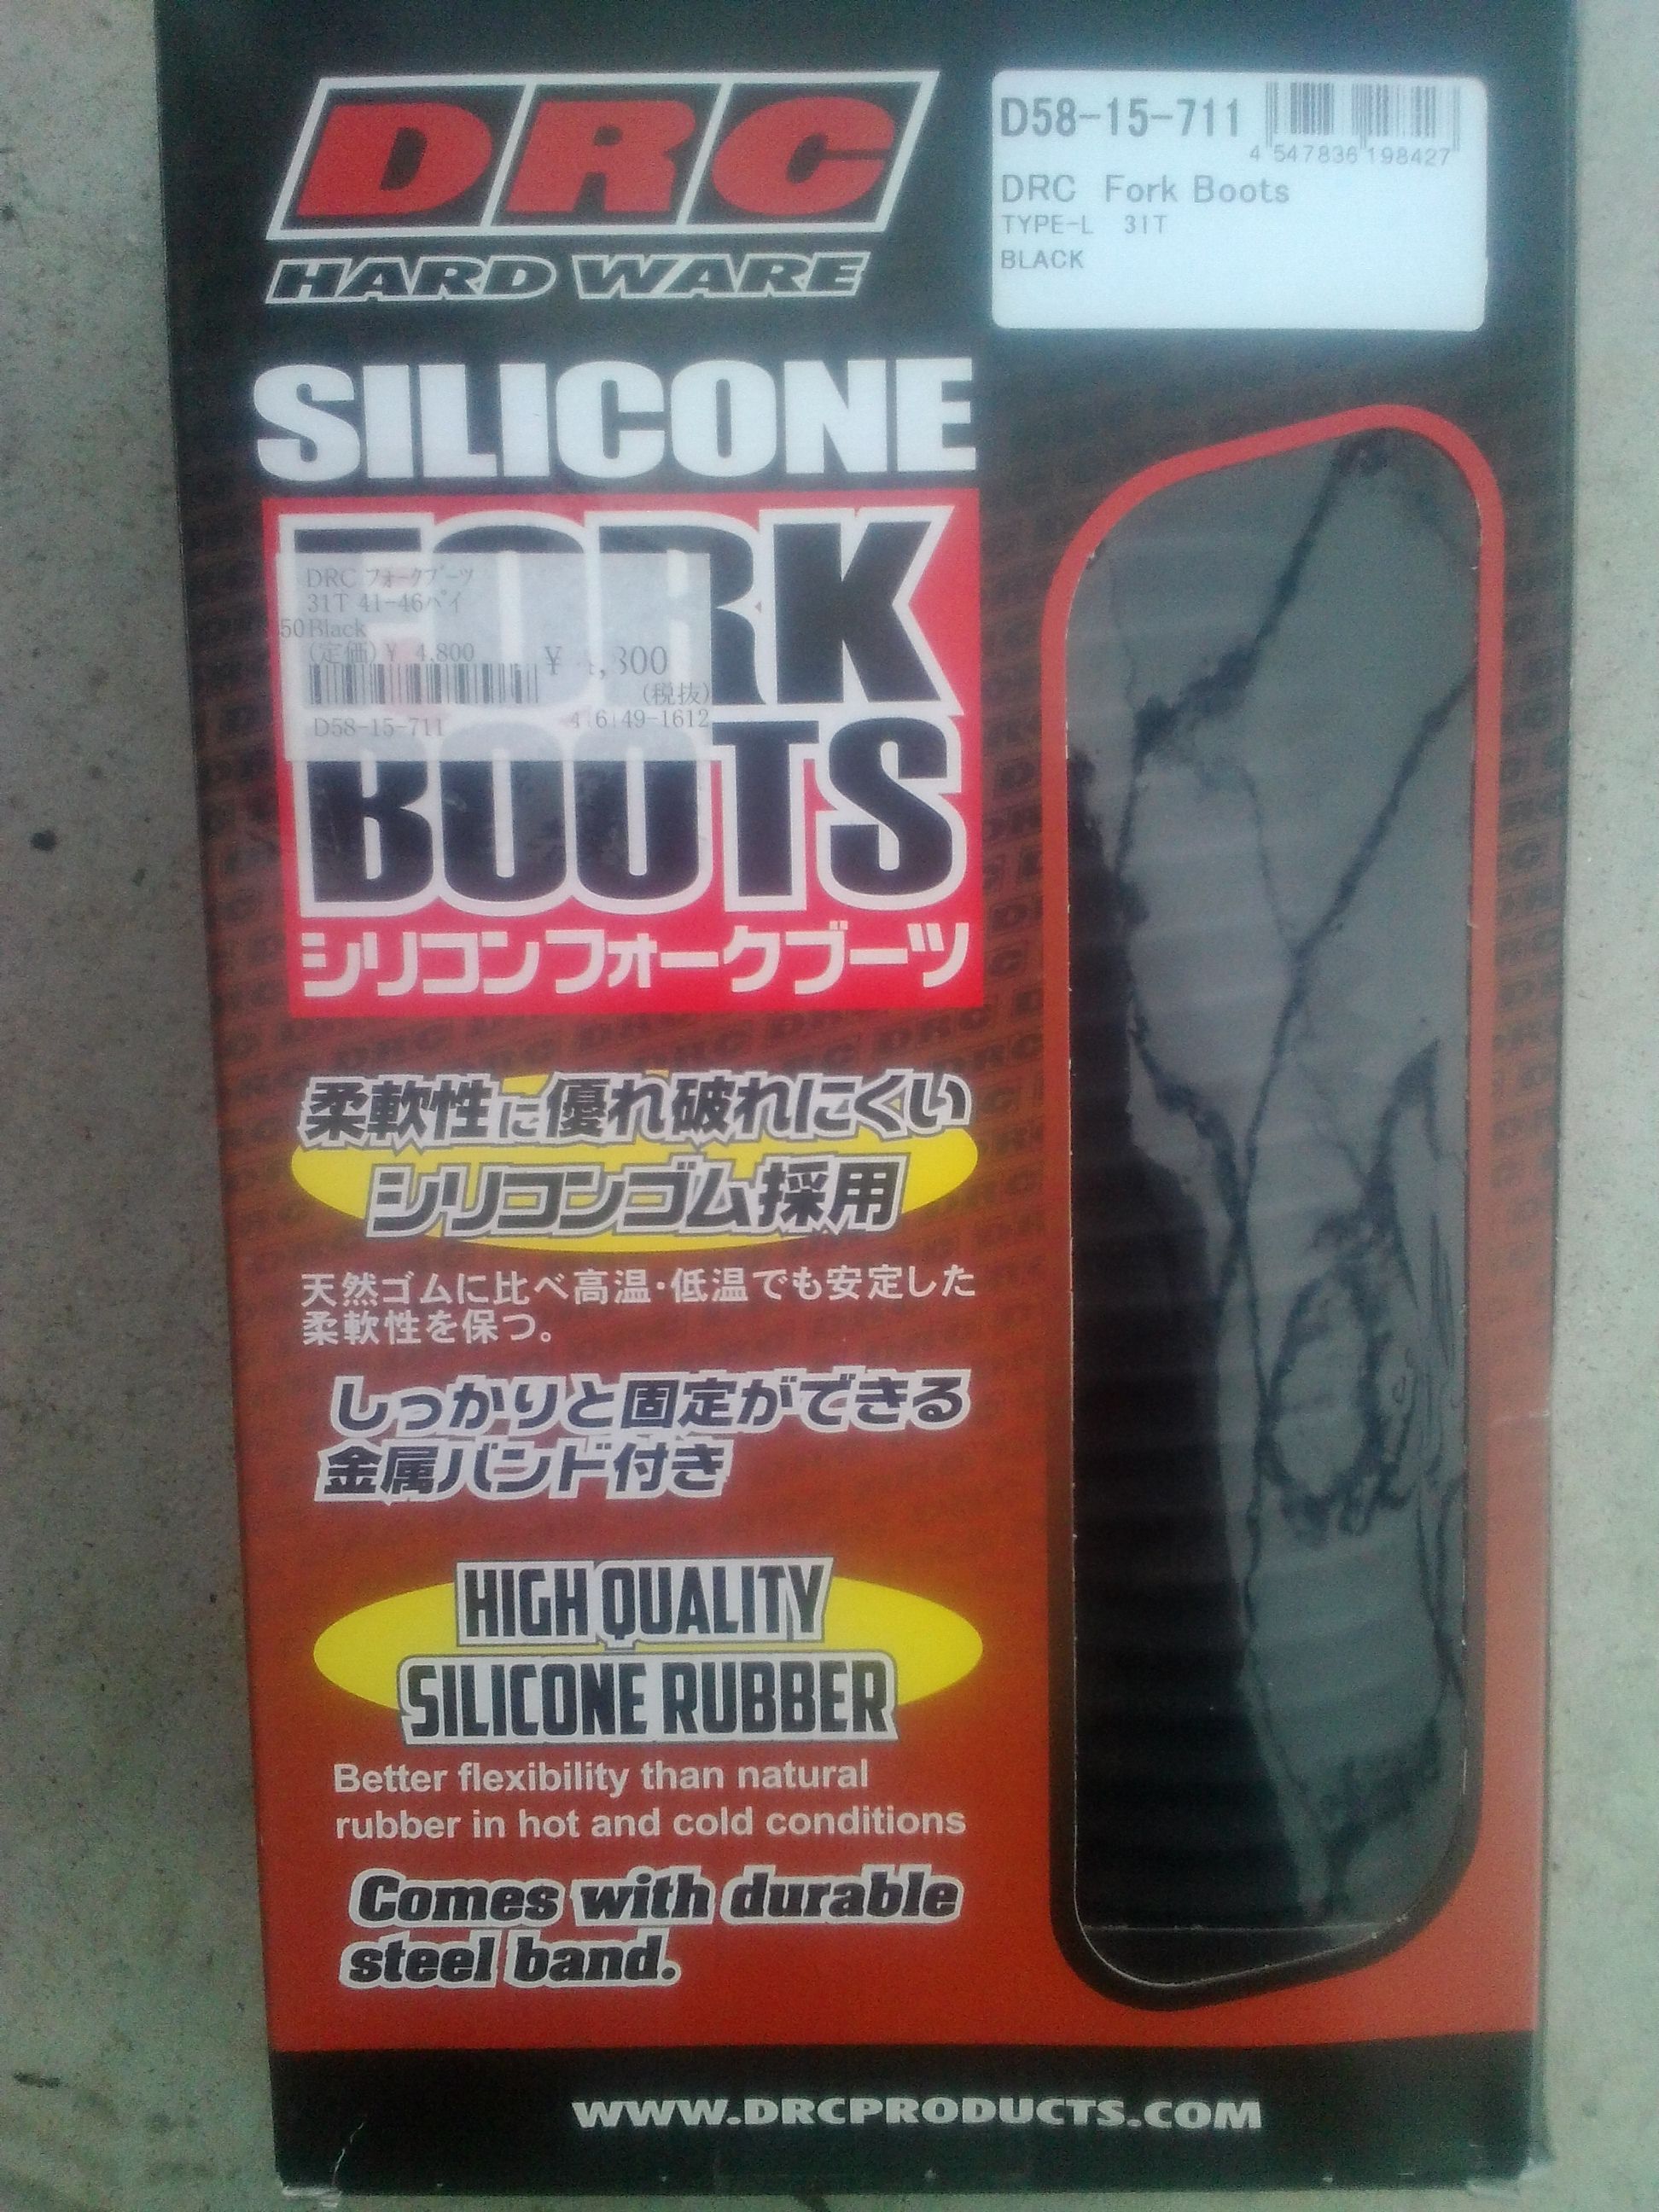 DRC
HARD WARE
D58-15-711
4 547836 198427
DRC Fork Boots
TYPE-L 31T
BLACK
SILICONE
FORK
BOOTS
DRC フォークブーツ
31T 41-46パイ
50 Black
(定価)¥ 4,800
(税抜)
D58-15-711
シリコンフォークブーツ
柔軟性に優れ破れにくい
シリコンゴム採用
天然ゴムに比べ高温・低温でも安定した
柔軟性を保つ。
しっかりと固定ができる
金属バンド付き
HIGH QUALITY
SILICONE RUBBER
Better flexibility than natural
rubber in hot and cold conditions
Comes with durable
steel band.
WWW.DRCPRODUCTS.COM